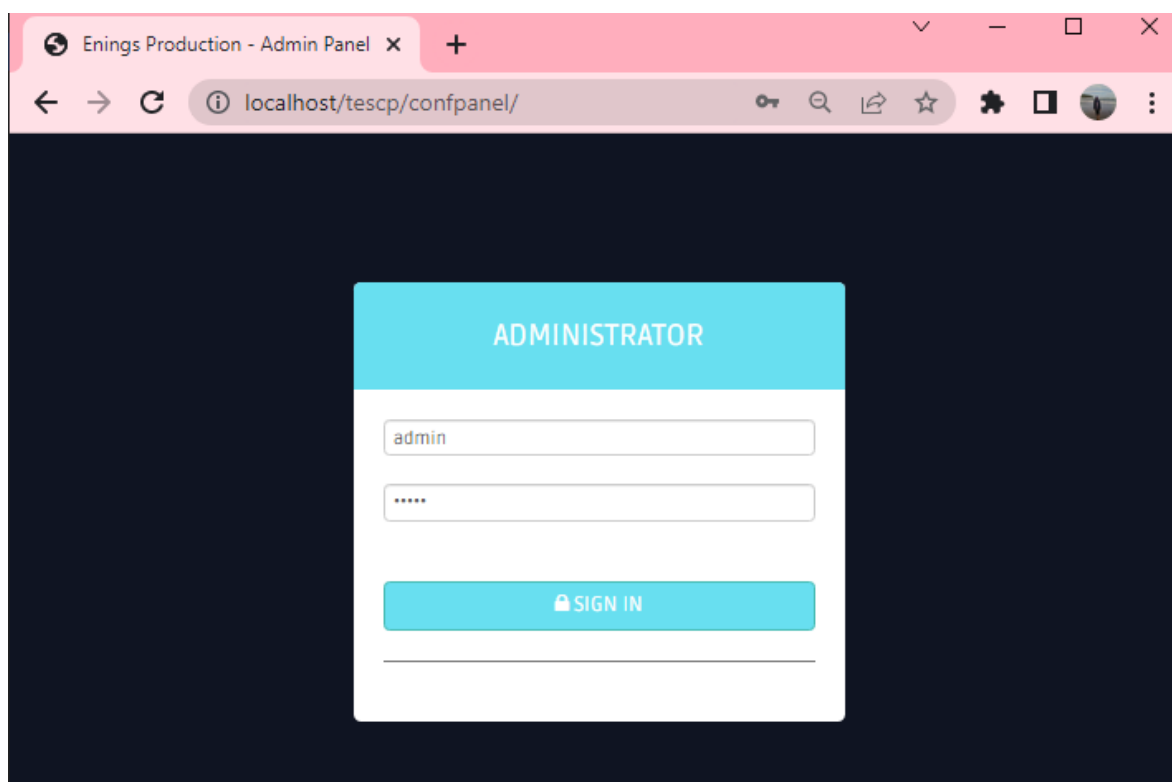 Enings Production - Admin Panel
localhost/tescp/confpanel/
ADMINISTRATOR
admin
•••••
SIGN IN